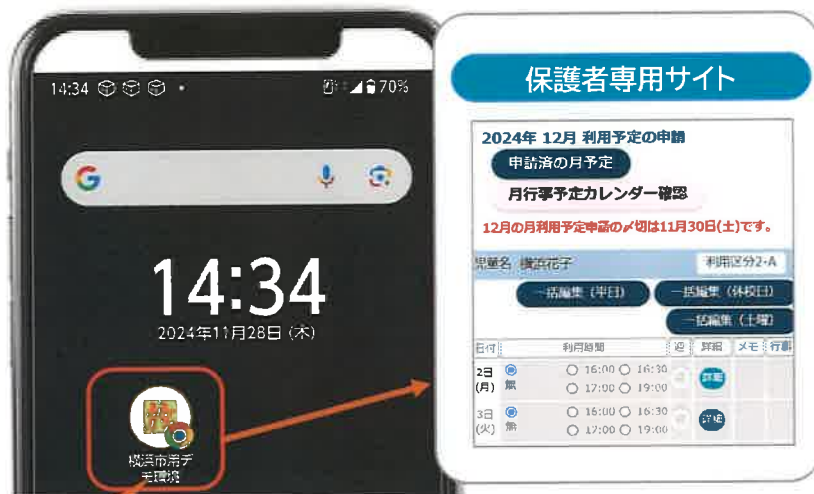 14:34
70%
14:34
2024年11月28日 (木)
横浜市用デ
モ環境
保護者専用サイト
2024年 12月 利用予定の申請
申請済の月予定
月行事予定カレンダー確認
12月の月利用予定申請の〆切は11月30日(土)です。
児童名 横浜花子 利用区分2-A
一括編集 (平日) 一括編集 (休校日)
一括編集 (土曜)
日付 利用時間 迎 詳細 メモ 行事
2日 16:00 16:30
(月) 無 17:00 19:00 詳細
3日 16:00 16:30
(火) 無 17:00 19:00 詳細